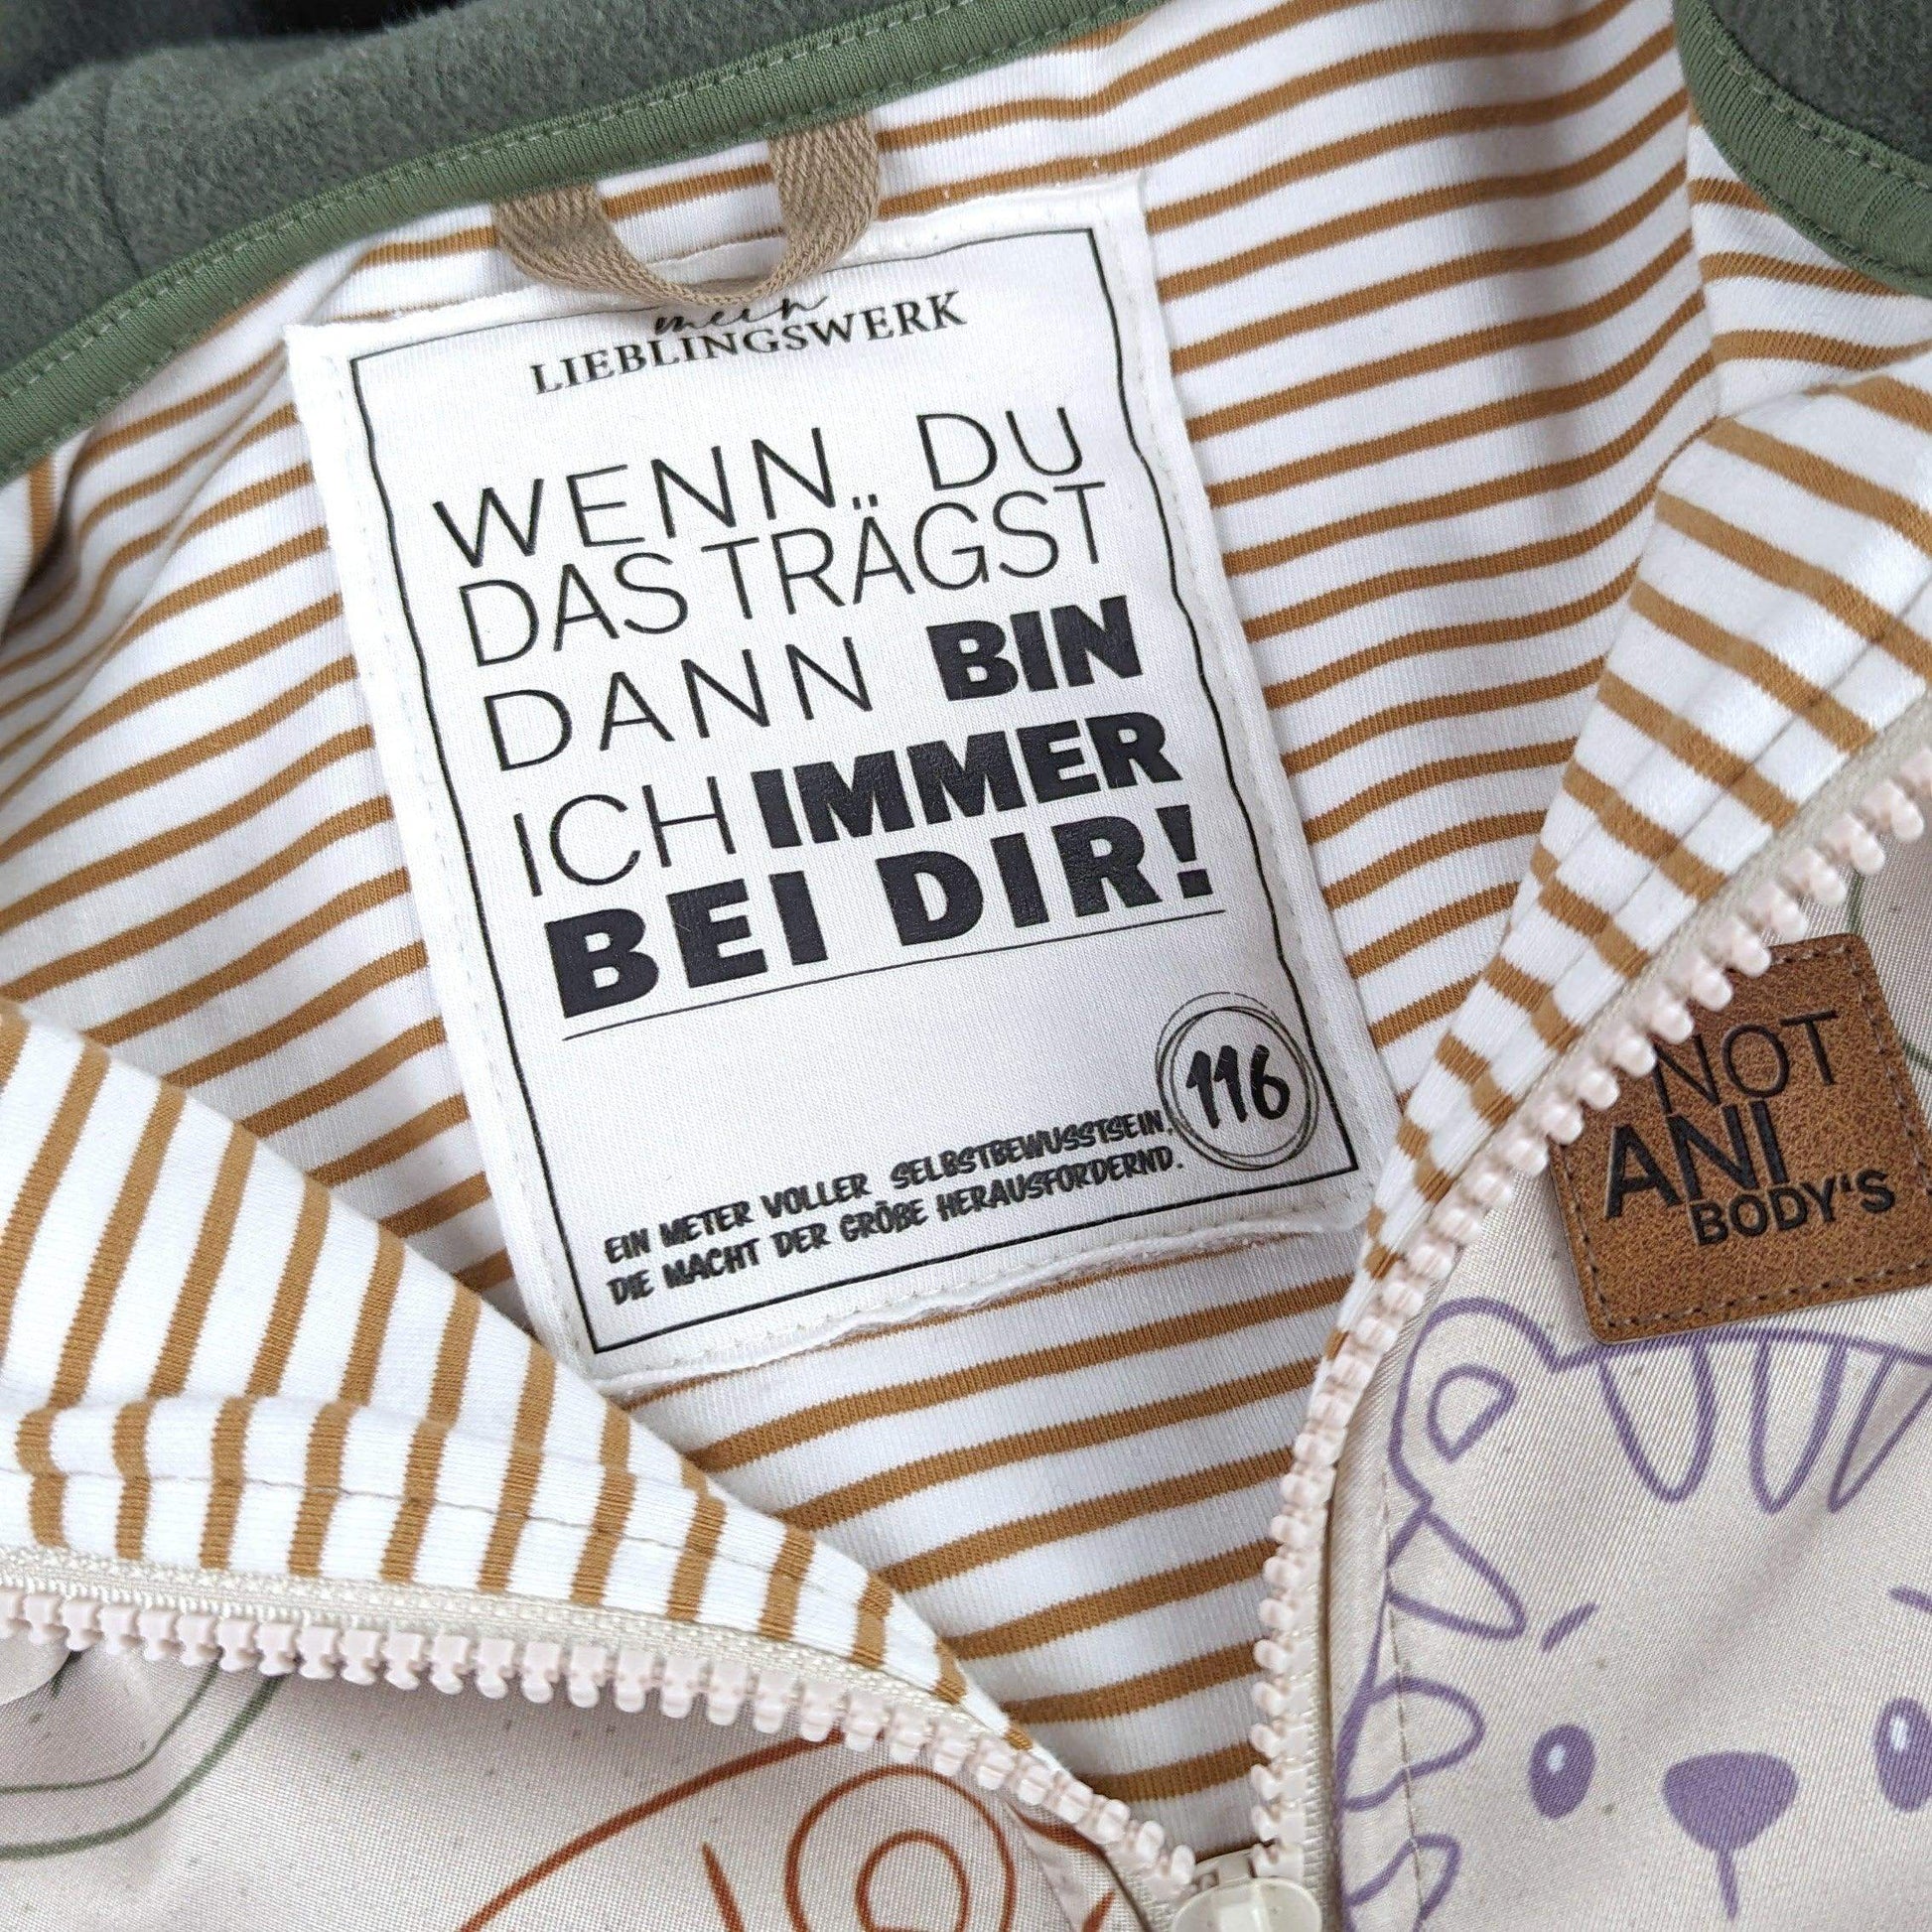 mein
LIEBLINGSWERK
WENN DU
DAS TRÄGST
DANN BIN
ICH IMMER
BEI DIR!
116
EIN METER VOLLER SELBSTBEWUSSTSEIN.
DIE MACHT DER GRÖßE HERAUSFORDERND.
NOT
ANI
BODY'S